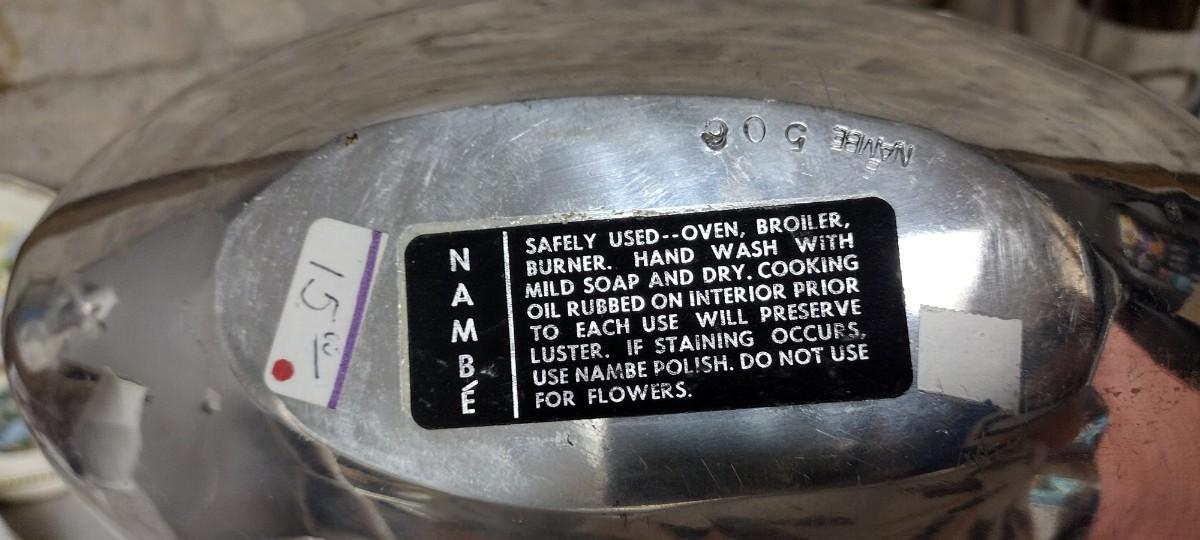 NAMBE 506
15.00
NAMBÉ
SAFELY USED--OVEN, BROILER,
BURNER. HAND WASH WITH
MILD SOAP AND DRY. COOKING
OIL RUBBED ON INTERIOR PRIOR
TO EACH USE WILL PRESERVE
LUSTER. IF STAINING OCCURS,
USE NAMBE POLISH. DO NOT USE
FOR FLOWERS.